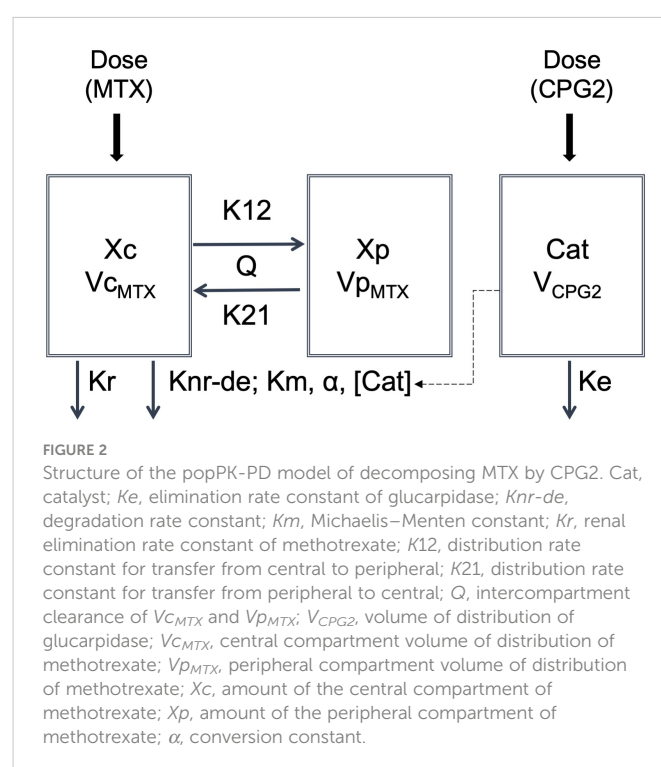 Dose
(MTX)
Dose
(CPG2)
K12
Xc
VcMTX
Q
Xp
VpMTX
Cat
VCPG2
K21
Kr
Knr-de; Km, α, [Cat]
Ke
FIGURE 2
Structure of the popPK-PD model of decomposing MTX by CPG2. Cat,
catalyst; Ke, elimination rate constant of glucarpidase; Knr-de,
degradation rate constant; Km, Michaelis–Menten constant; Kr, renal
elimination rate constant of methotrexate; K12, distribution rate
constant for transfer from central to peripheral; K21, distribution rate
constant for transfer from peripheral to central; Q, intercompartment
clearance of VcMTX and VpMTX; VCPG2, volume of distribution of
glucarpidase; VcMTX, central compartment volume of distribution of
methotrexate; VpMTX, peripheral compartment volume of distribution
of methotrexate; Xc, amount of the central compartment of
methotrexate; Xp, amount of the peripheral compartment of
methotrexate; α, conversion constant.